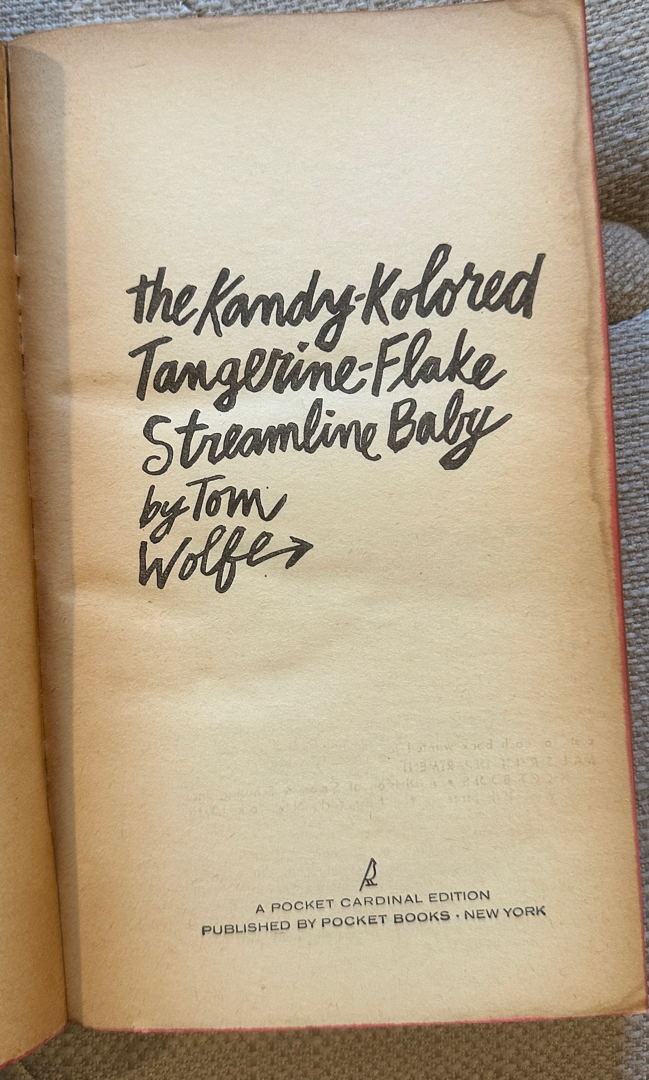 the Kandy-Kolored
Tangerine-Flake
Streamline Baby
by Tom
Wolfe
A POCKET CARDINAL EDITION
PUBLISHED BY POCKET BOOKS · NEW YORK